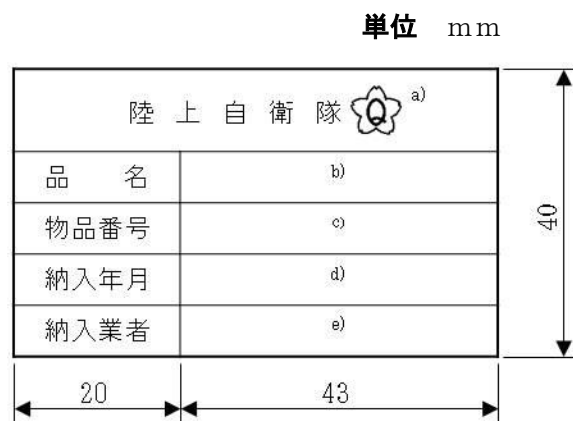 単位 mm
陸上自衛隊 Q a)
品名 b)
物品番号 c)
納入年月 d)
納入業者 e)
40
20 43